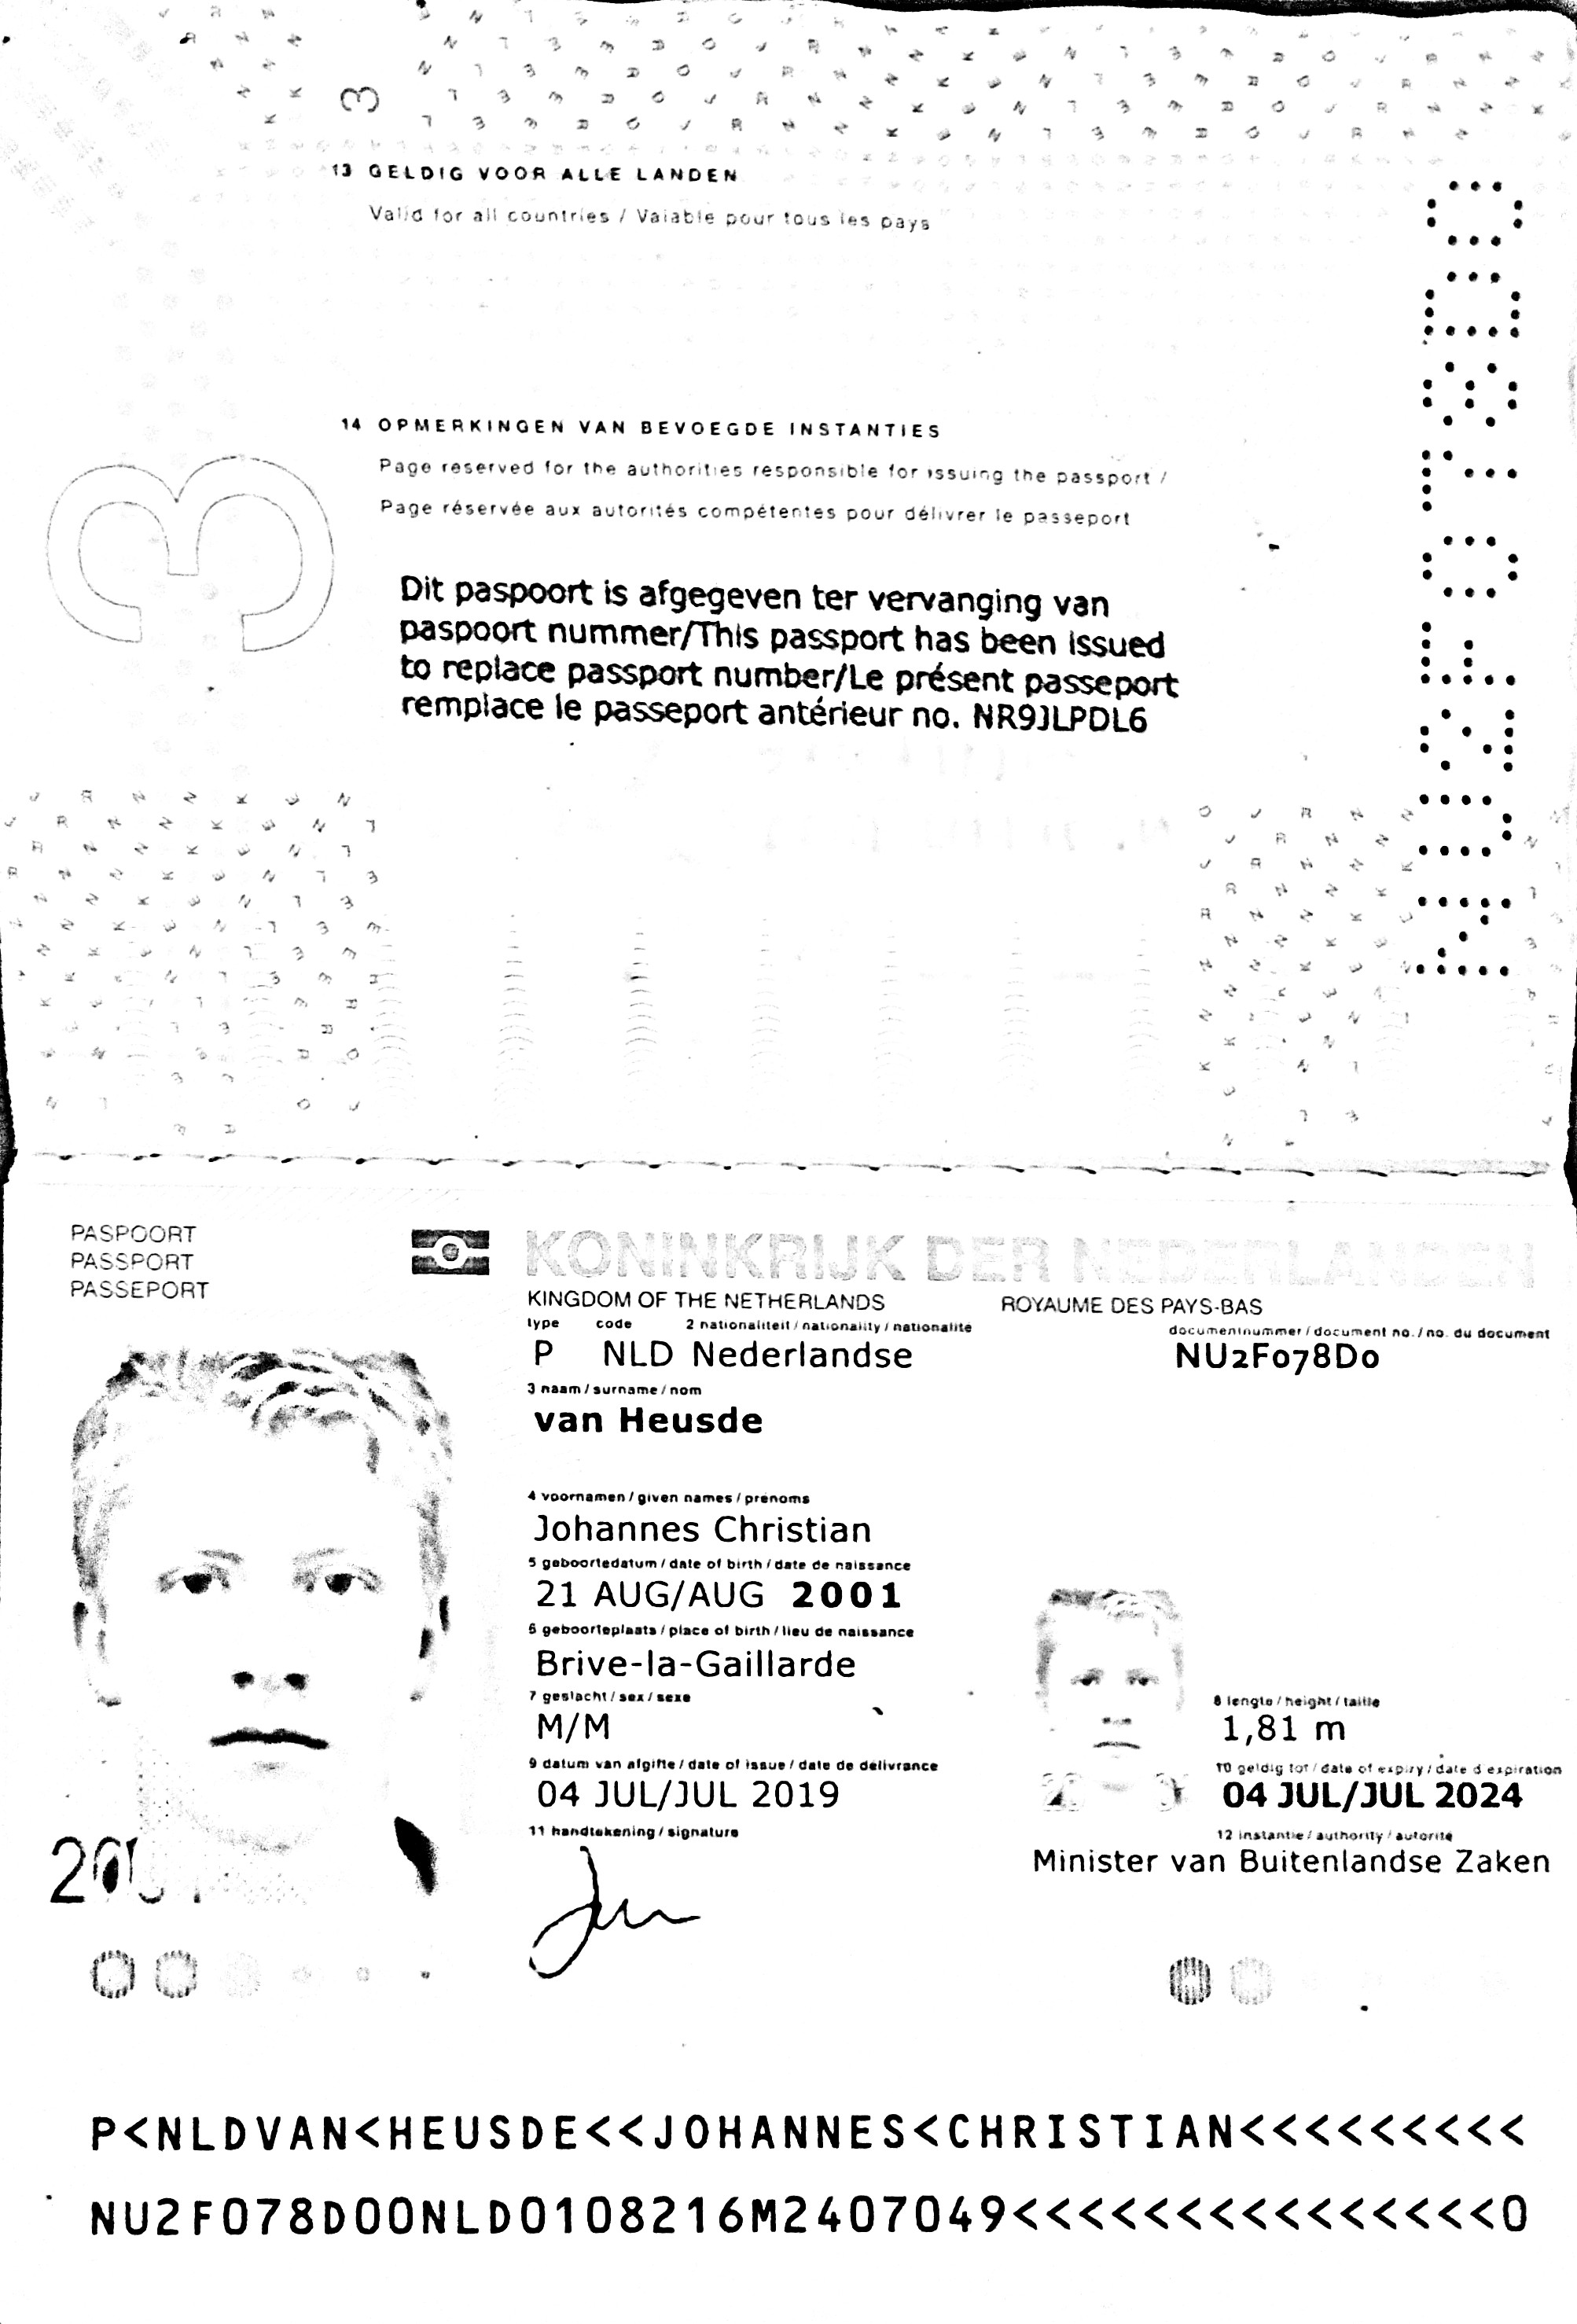 3
13 GELDIG VOOR ALLE LANDEN
Valid for all countries / Valable pour tous les pays
14 OPMERKINGEN VAN BEVOEGDE INSTANTIES
Page reserved for the authorities responsible for issuing the passport /
Page réservée aux autorités compétentes pour délivrer le passeport
3
Dit paspoort is afgegeven ter vervanging van
paspoort nummer/This passport has been issued
to replace passport number/Le présent passeport
remplace le passeport antérieur no. NR9JLPDL6
NU2F078D0
PASPOORT
PASSPORT
PASSEPORT
KONINKRIJK DER NEDERLANDEN
KINGDOM OF THE NETHERLANDS ROYAUME DES PAYS-BAS
type code 2 nationaliteit / nationality / nationalité documentnummer / document no. / no. du document
P NLD Nederlandse NU2F078D0
3 naam / surname / nom
van Heusde
4 voornamen / given names / prénoms
Johannes Christian
5 geboortedatum / date of birth / date de naissance
21 AUG/AUG 2001
6 geboorteplaats / place of birth / lieu de naissance
Brive-la-Gaillarde
7 geslacht / sex / sexe 8 lengte / height / taille
M/M 1,81 m
9 datum van afgifte / date of issue / date de délivrance 10 geldig tot / date of expiry / date d'expiration
04 JUL/JUL 2019 04 JUL/JUL 2024
11 handtekening / signature 12 instantie / authority / autorité
Minister van Buitenlandse Zaken
P<NLDVAN<HEUSDE<<JOHANNES<CHRISTIAN<<<<<<<<<
NU2F078D00NLD0108216M2407049<<<<<<<<<<<<<<<0